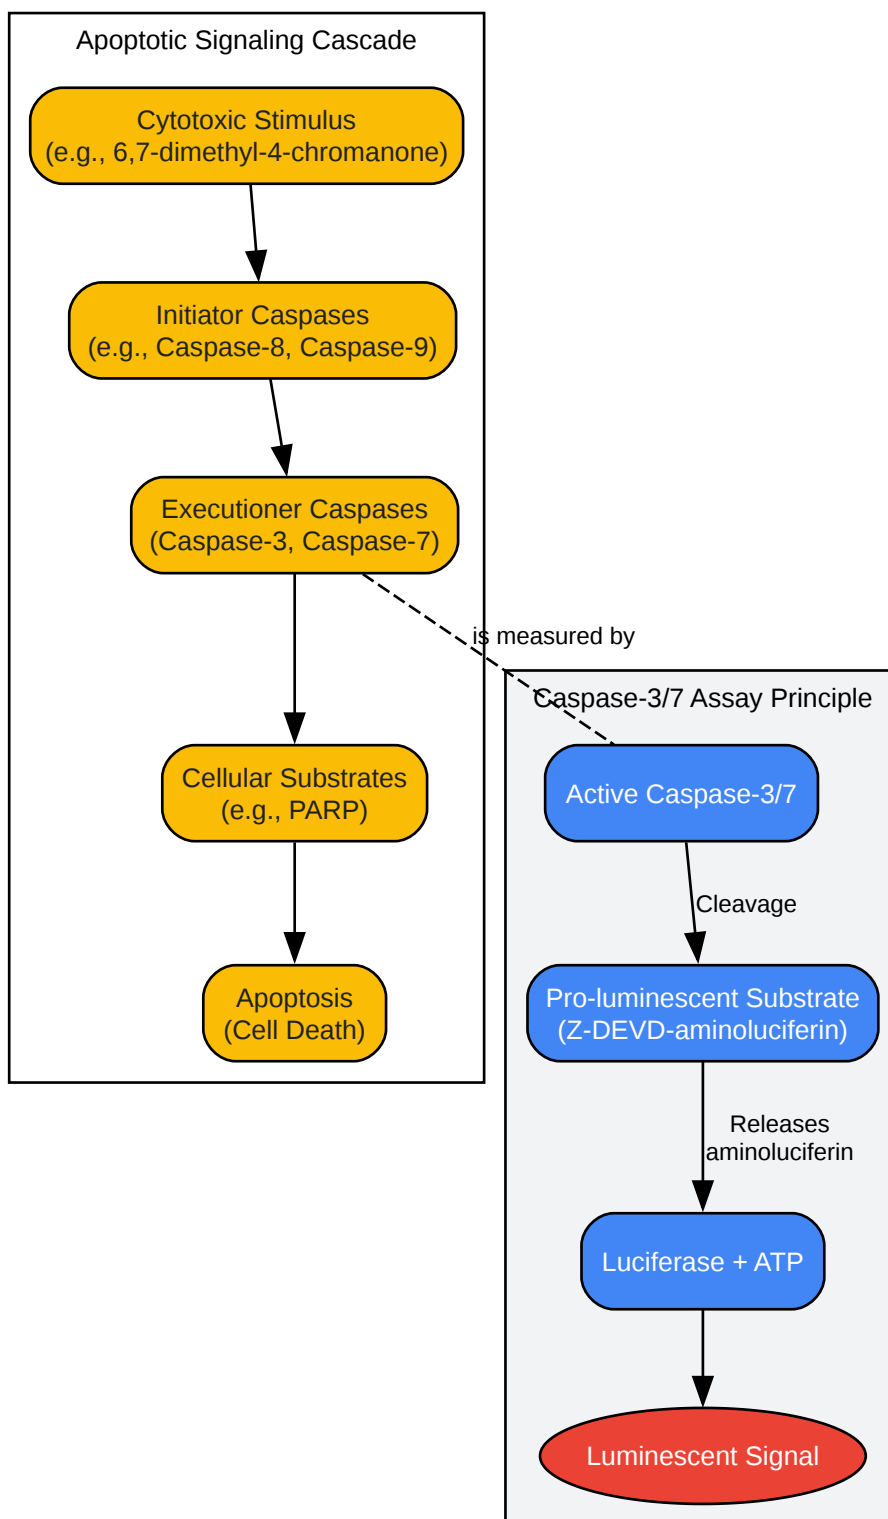 Apoptotic Signaling Cascade
Cytotoxic Stimulus
(e.g., 6,7-dimethyl-4-chromanone)
Initiator Caspases
(e.g., Caspase-8, Caspase-9)
Executioner Caspases
(Caspase-3, Caspase-7)
is measured by
Cellular Substrates
(e.g., PARP)
Apoptosis
(Cell Death)
Caspase-3/7 Assay Principle
Active Caspase-3/7
Cleavage
Pro-luminescent Substrate
(Z-DEVD-aminoluciferin)
Releases
aminoluciferin
Luciferase + ATP
Luminescent Signal